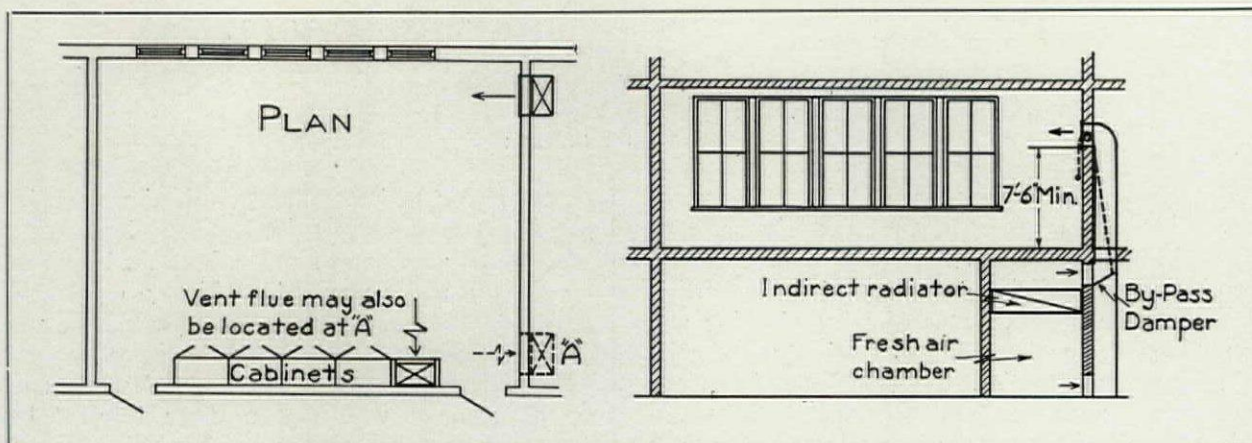 PLAN
Vent flue may also
be located at "A"
Cabinets
"A"
7'-6" Min.
Indirect radiator
By-Pass
Damper
Fresh air
chamber